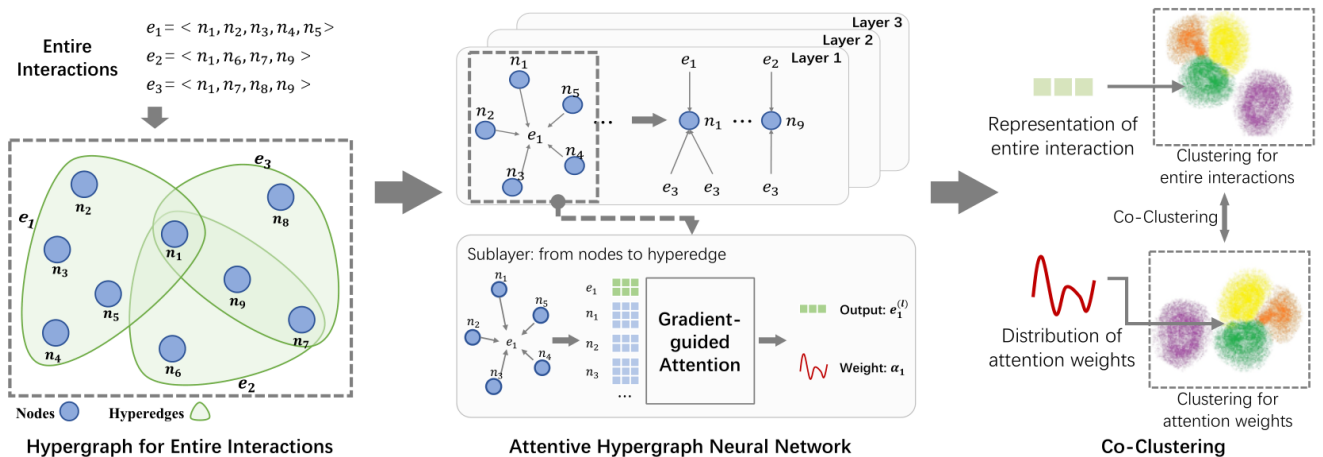 Entire
Interactions
e₁= < n₁, n₂, n₃, n₄, n₅>
e₂= < n₁, n₆, n₇, n₉ >
e₃= < n₁, n₇, n₈, n₉ >
e₁
e₃
n₂
n₈
n₁
n₃
n₉
n₅
n₇
n₄
n₆
e₂
Nodes
Hyperedges
Hypergraph for Entire Interactions
Layer 3
Layer 2
Layer 1
n₁
n₅
n₂
e₁
n₄
n₃
...
e₁
e₂
n₁
...
n₉
e₃
e₃
e₃
Sublayer: from nodes to hyperedge
n₁
n₅
n₂
e₁
n₄
n₃
e₁
n₁
n₂
n₃
...
Gradient-
guided
Attention
Output: e₁⁽ˡ⁾
Weight: α₁
Attentive Hypergraph Neural Network
Representation of
entire interaction
Clustering for
entire interactions
Co-Clustering
Distribution of
attention weights
Clustering for
attention weights
Co-Clustering